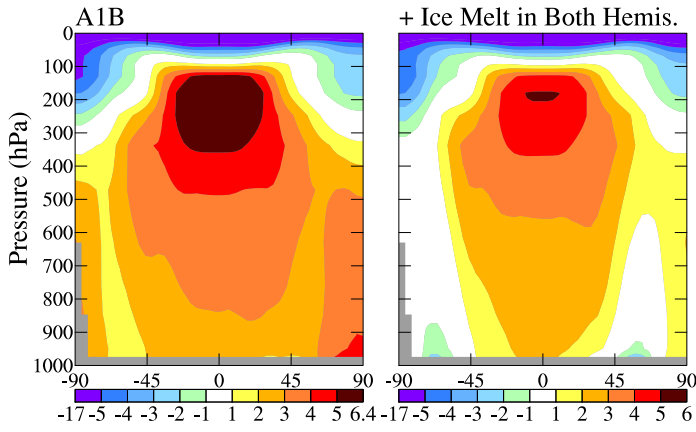 A1B
+ Ice Melt in Both Hemis.
Pressure (hPa)
0
100
200
300
400
500
600
700
800
900
1000
-90 -45 0 45 90
-90 -45 0 45 90
-17 -5 -4 -3 -2 -1 1 2 3 4 5 6.4
-17 -5 -4 -3 -2 -1 1 2 3 4 5 6